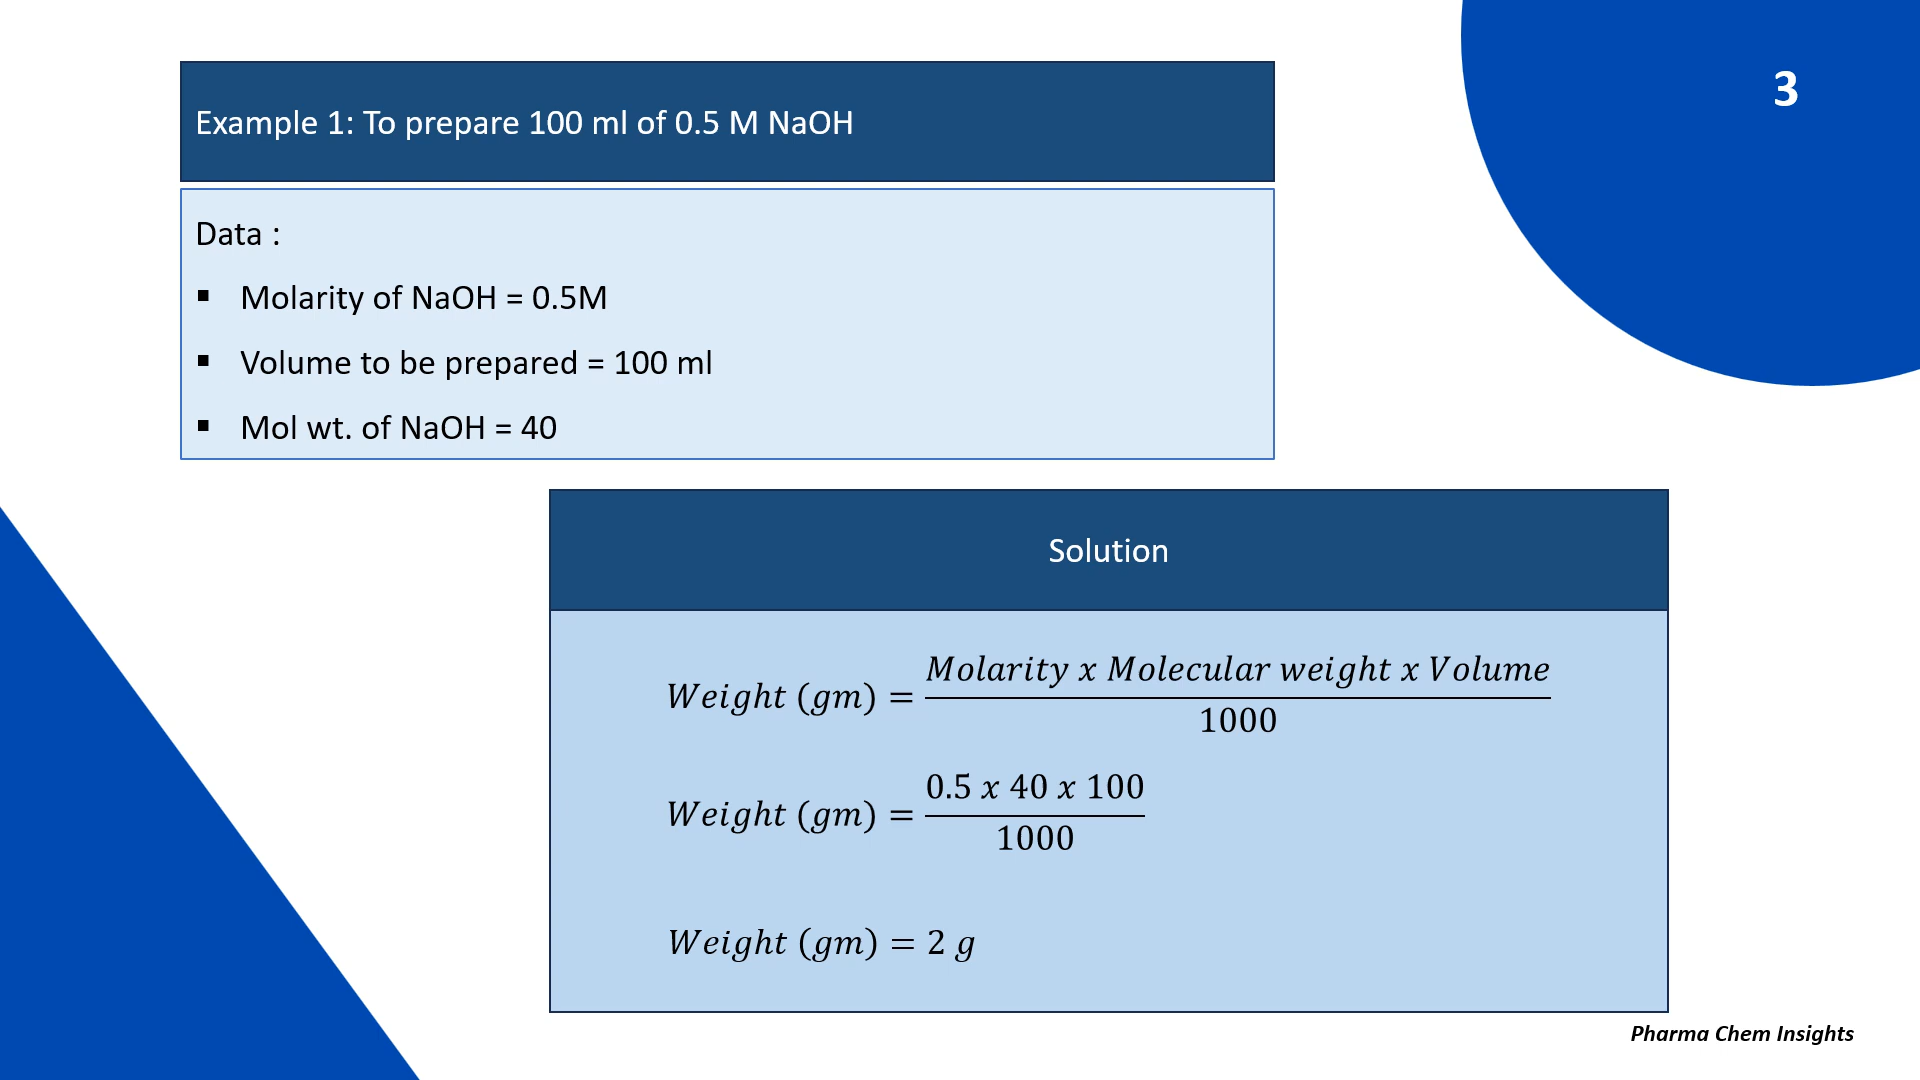 3
Example 1: To prepare 100 ml of 0.5 M NaOH
Data :
▪ Molarity of NaOH = 0.5M
▪ Volume to be prepared = 100 ml
▪ Mol wt. of NaOH = 40
Solution
Weight (gm) = Molarity x Molecular weight x Volume / 1000
Weight (gm) = 0.5 x 40 x 100 / 1000
Weight (gm) = 2 g
Pharma Chem Insights